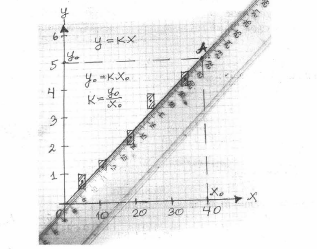 y
6
y = KX
y₀
5
A
y₀ = KX₀
4
K = y₀/X₀
3
2
1
X₀
X
0 10 20 30 40